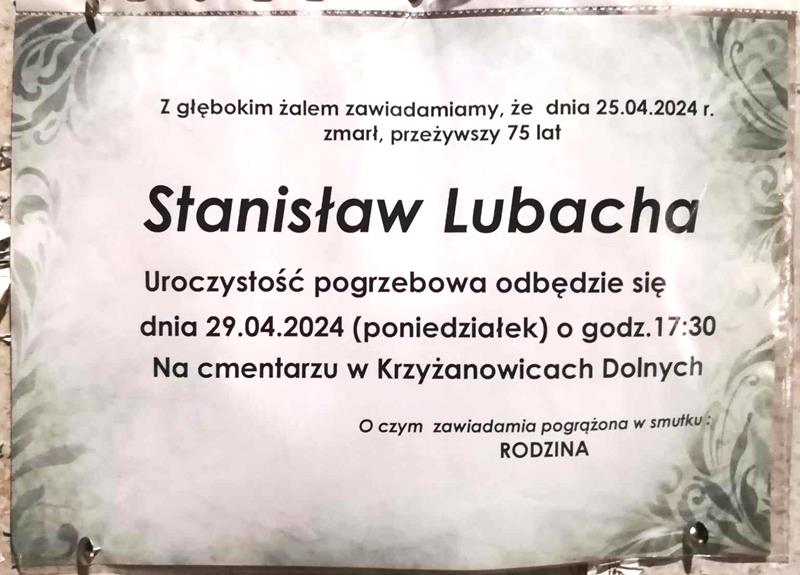 Z głębokim żalem zawiadamiamy, że dnia 25.04.2024 r.
zmarł, przeżywszy 75 lat
Stanisław Lubacha
Uroczystość pogrzebowa odbędzie się
dnia 29.04.2024 (poniedziałek) o godz.17:30
Na cmentarzu w Krzyżanowicach Dolnych
O czym zawiadamia pogrążona w smutku :
RODZINA